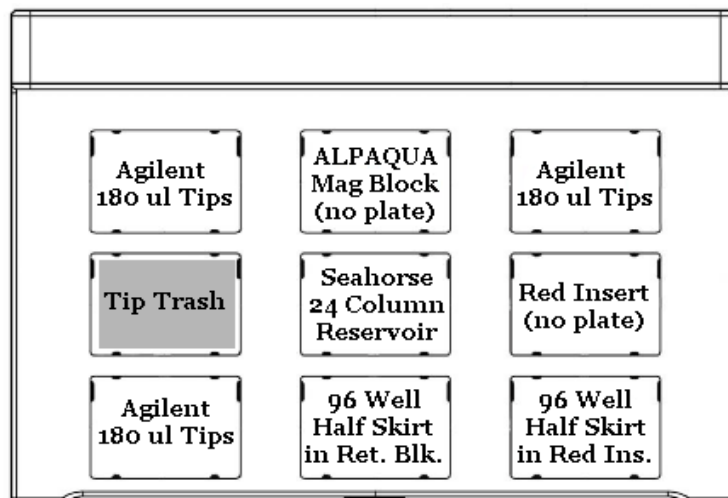 Agilent
180 ul Tips
ALPAQUA
Mag Block
(no plate)
Agilent
180 ul Tips
Tip Trash
Seahorse
24 Column
Reservoir
Red Insert
(no plate)
Agilent
180 ul Tips
96 Well
Half Skirt
in Ret. Blk.
96 Well
Half Skirt
in Red Ins.